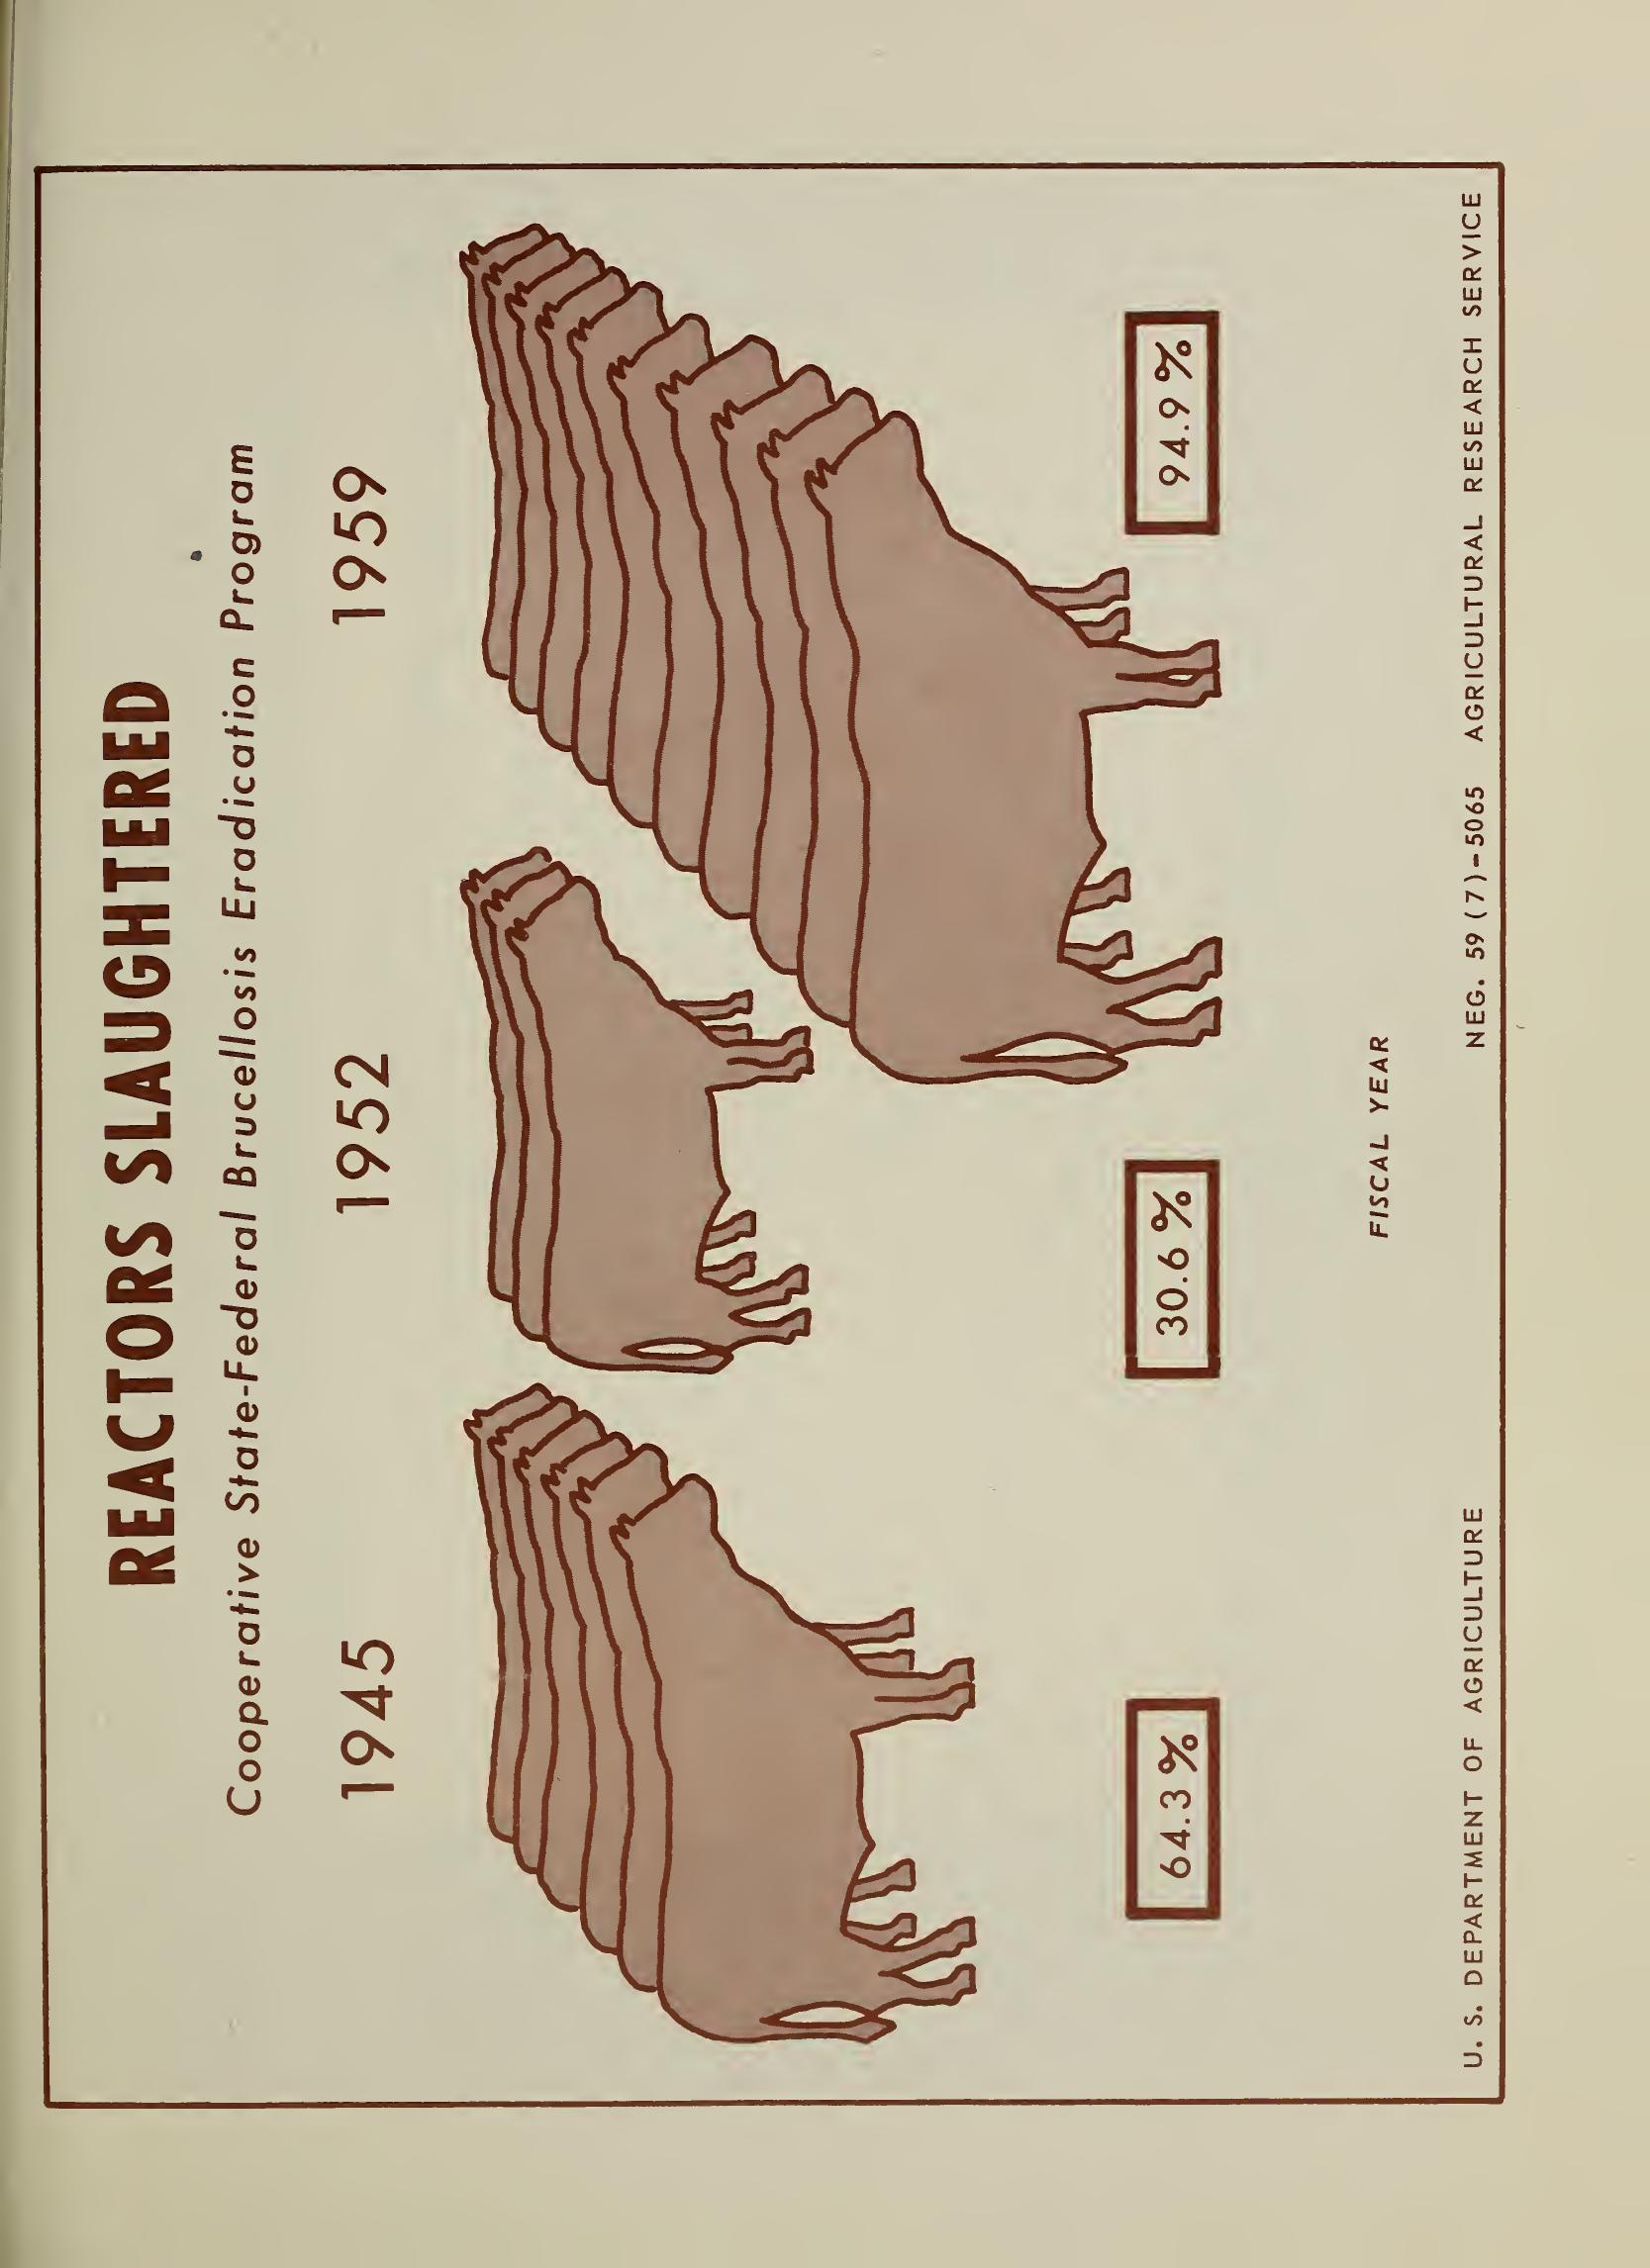 REACTORS SLAUGHTERED
Cooperative State-Federal Brucellosis Eradication Program
1945 1952 1959
64.3 % 30.6 % 94.9 %
FISCAL YEAR
U. S. DEPARTMENT OF AGRICULTURE NEG. 59 (7)-5065 AGRICULTURAL RESEARCH SERVICE